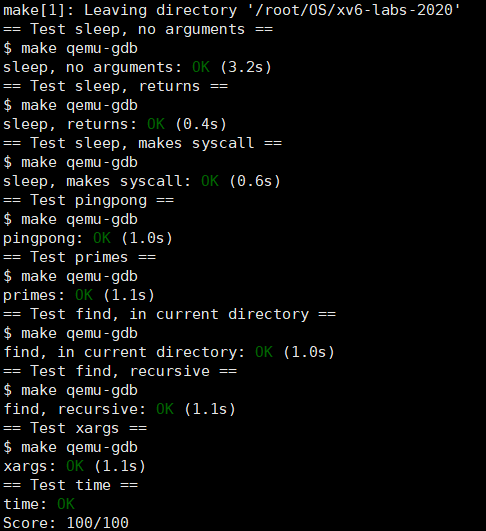 make[1]: Leaving directory '/root/OS/xv6-labs-2020'
== Test sleep, no arguments ==
$ make qemu-gdb
sleep, no arguments: OK (3.2s)
== Test sleep, returns ==
$ make qemu-gdb
sleep, returns: OK (0.4s)
== Test sleep, makes syscall ==
$ make qemu-gdb
sleep, makes syscall: OK (0.6s)
== Test pingpong ==
$ make qemu-gdb
pingpong: OK (1.0s)
== Test primes ==
$ make qemu-gdb
primes: OK (1.1s)
== Test find, in current directory ==
$ make qemu-gdb
find, in current directory: OK (1.0s)
== Test find, recursive ==
$ make qemu-gdb
find, recursive: OK (1.1s)
== Test xargs ==
$ make qemu-gdb
xargs: OK (1.1s)
== Test time ==
time: OK
Score: 100/100